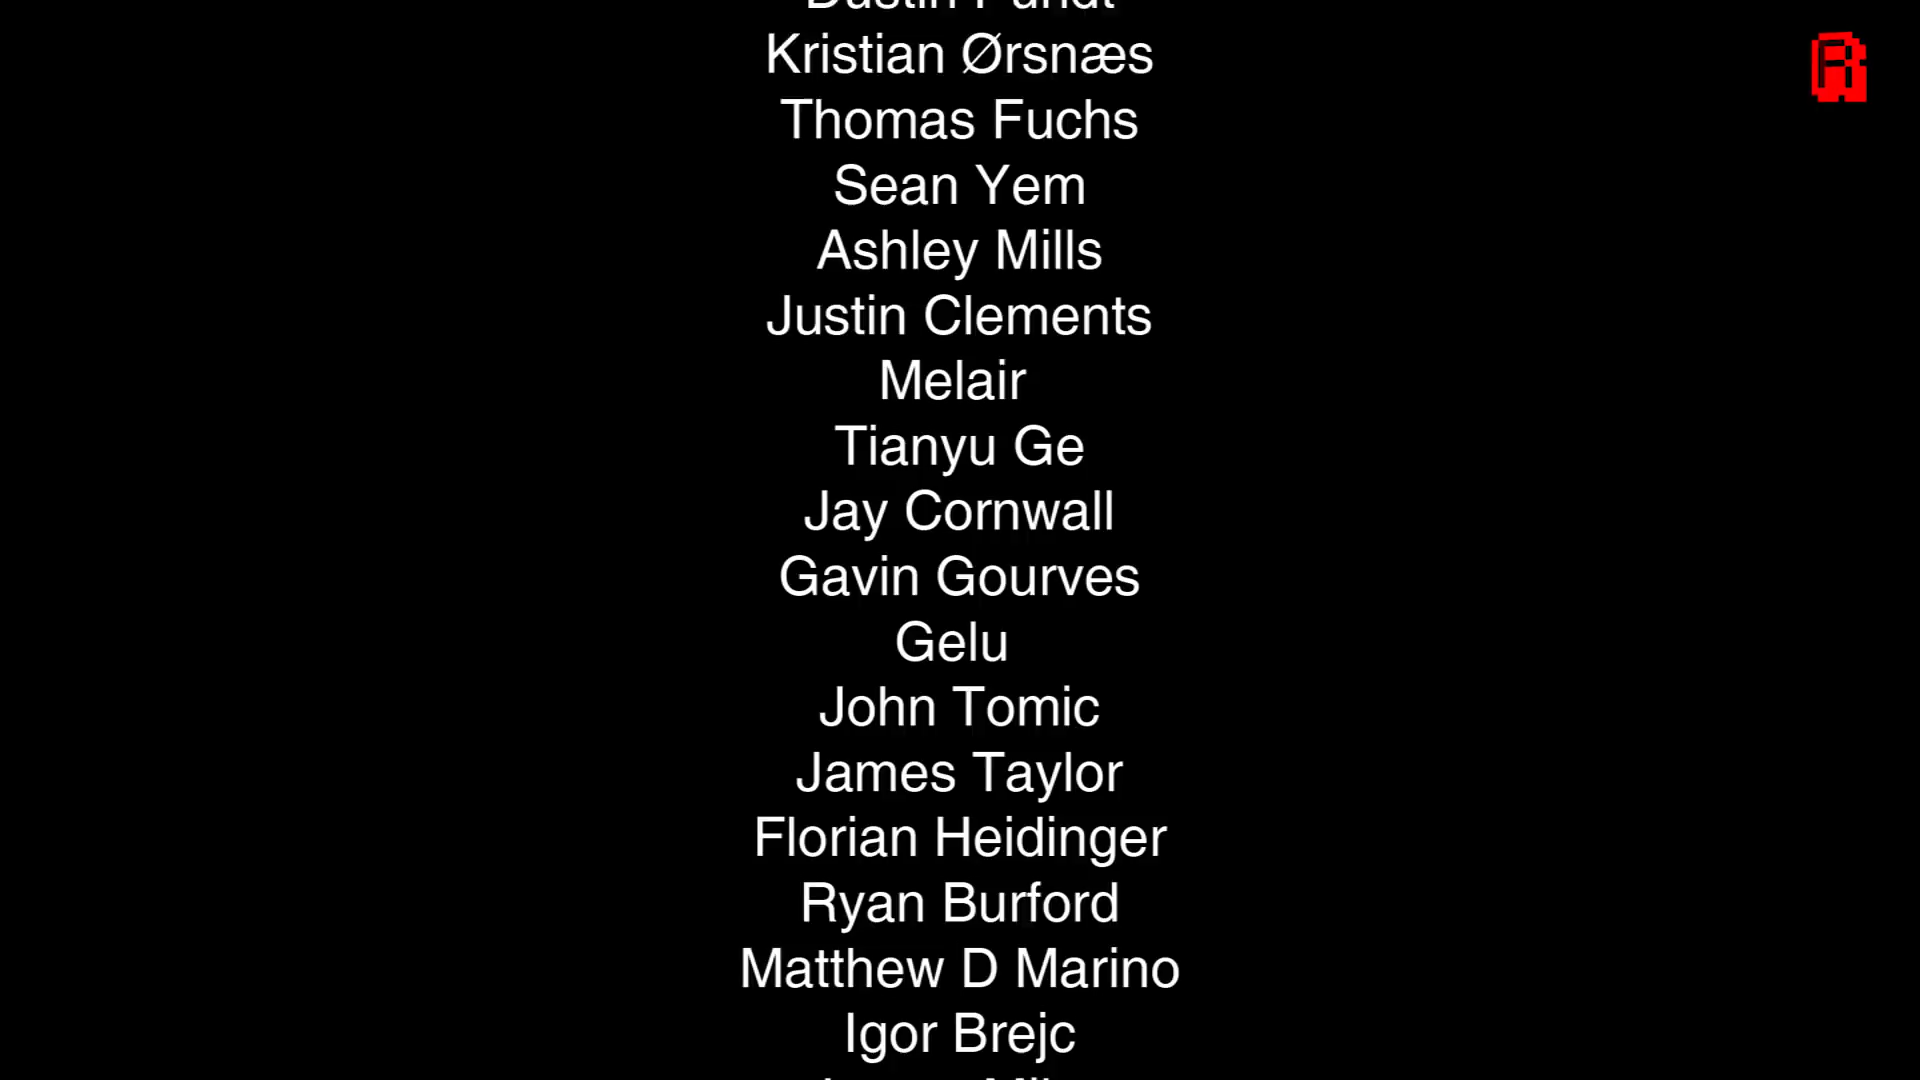 Kristian Ørsnæs
Thomas Fuchs
Sean Yem
Ashley Mills
Justin Clements
Melair
Tianyu Ge
Jay Cornwall
Gavin Gourves
Gelu
John Tomic
James Taylor
Florian Heidinger
Ryan Burford
Matthew D Marino
Igor Brejc